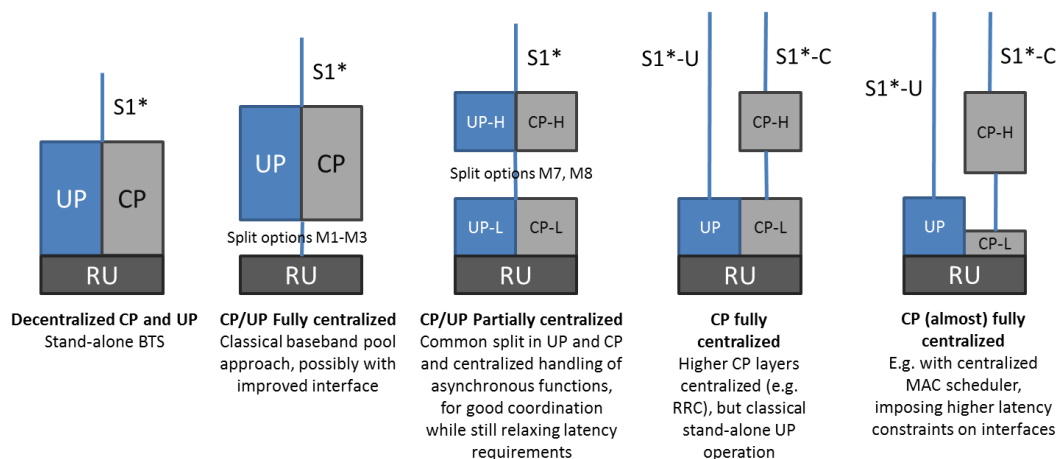 S1*
UP
CP
RU
Decentralized CP and UP
Stand-alone BTS
S1*
UP
CP
Split options M1-M3
RU
CP/UP Fully centralized
Classical baseband pool
approach, possibly with
improved interface
S1*
UP-H
CP-H
Split options M7, M8
UP-L
CP-L
RU
CP/UP Partially centralized
Common split in UP and CP
and centralized handling of
asynchronous functions,
for good coordination
while still relaxing latency
requirements
S1*-U
S1*-C
CP-H
UP
CP-L
RU
CP fully
centralized
Higher CP layers
centralized (e.g.
RRC), but classical
stand-alone UP
operation
S1*-C
S1*-U
CP-H
UP
CP-L
RU
CP (almost) fully
centralized
E.g. with centralized
MAC scheduler,
imposing higher latency
constraints on interfaces